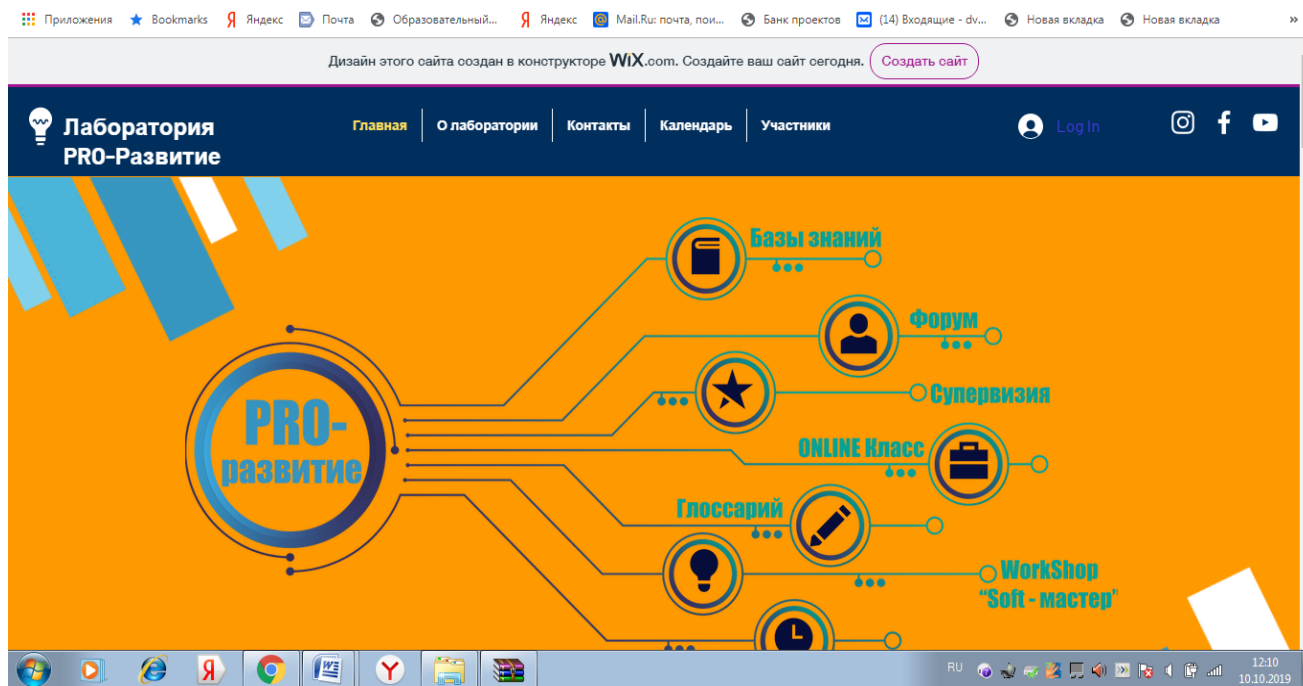 Приложения Bookmarks Яндекс Почта Образовательный... Яндекс Mail.Ru: почта, пои... Банк проектов (14) Входящие - dv... Новая вкладка Новая вкладка »
Дизайн этого сайта создан в конструкторе WiX.com. Создайте ваш сайт сегодня. Создать сайт
Лаборатория
PRO-Развитие
Главная О лаборатории Контакты Календарь Участники Log In
Базы знаний
Форум
Супервизия
PRO-
развитие
ONLINE Класс
Глоссарий
WorkShop
“Soft - мастер”
RU 12:10
10.10.2019